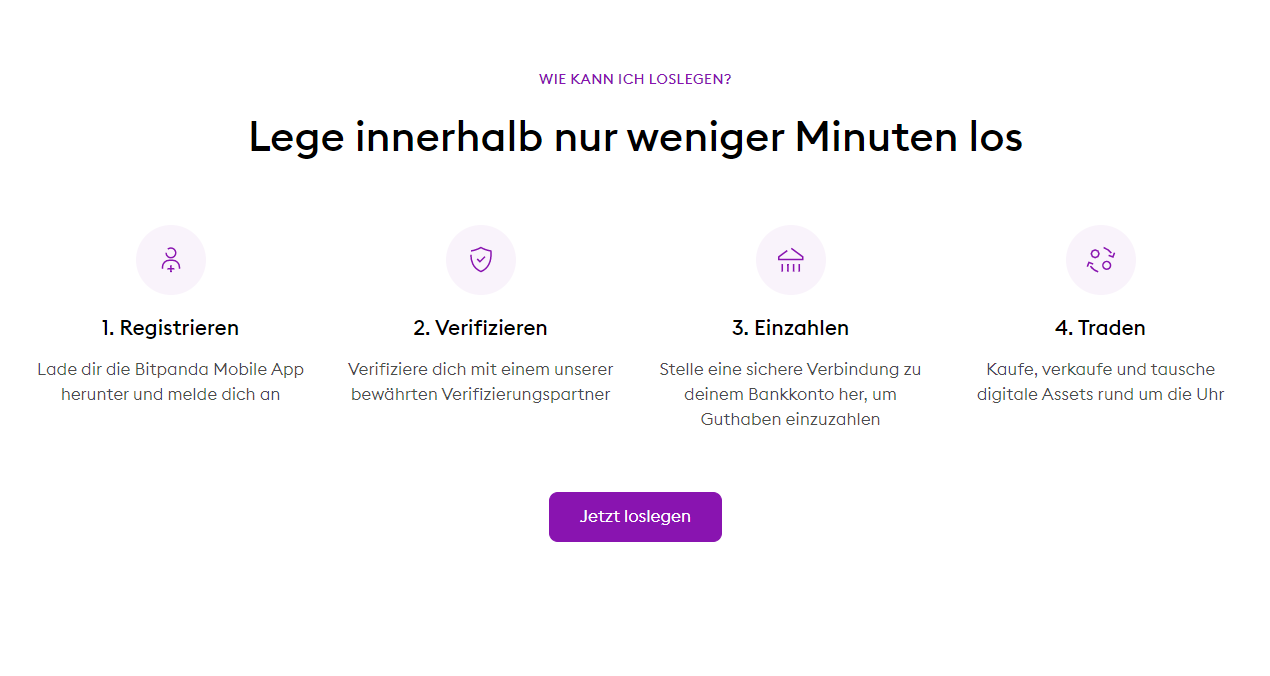 WIE KANN ICH LOSLEGEN?
Lege innerhalb nur weniger Minuten los
1. Registrieren
Lade dir die Bitpanda Mobile App
herunter und melde dich an
2. Verifizieren
Verifiziere dich mit einem unserer
bewährten Verifizierungspartner
3. Einzahlen
Stelle eine sichere Verbindung zu
deinem Bankkonto her, um
Guthaben einzuzahlen
4. Traden
Kaufe, verkaufe und tausche
digitale Assets rund um die Uhr
Jetzt loslegen